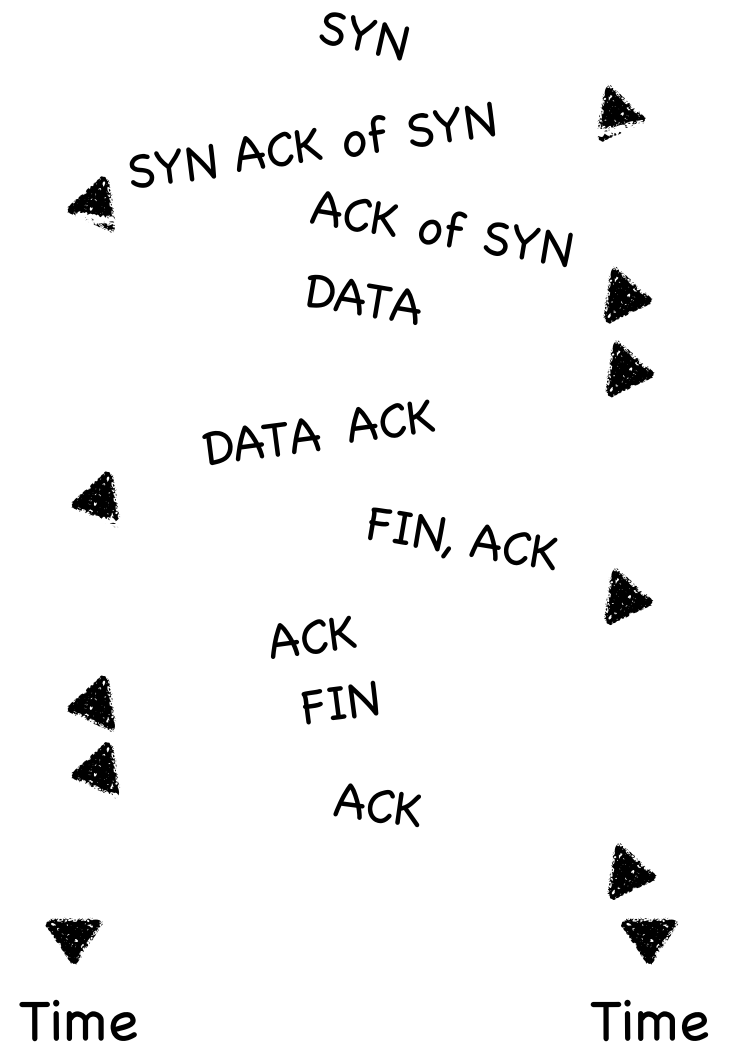 SYN
SYN ACK of SYN
ACK of SYN
DATA
DATA ACK
FIN, ACK
ACK
FIN
ACK
Time
Time